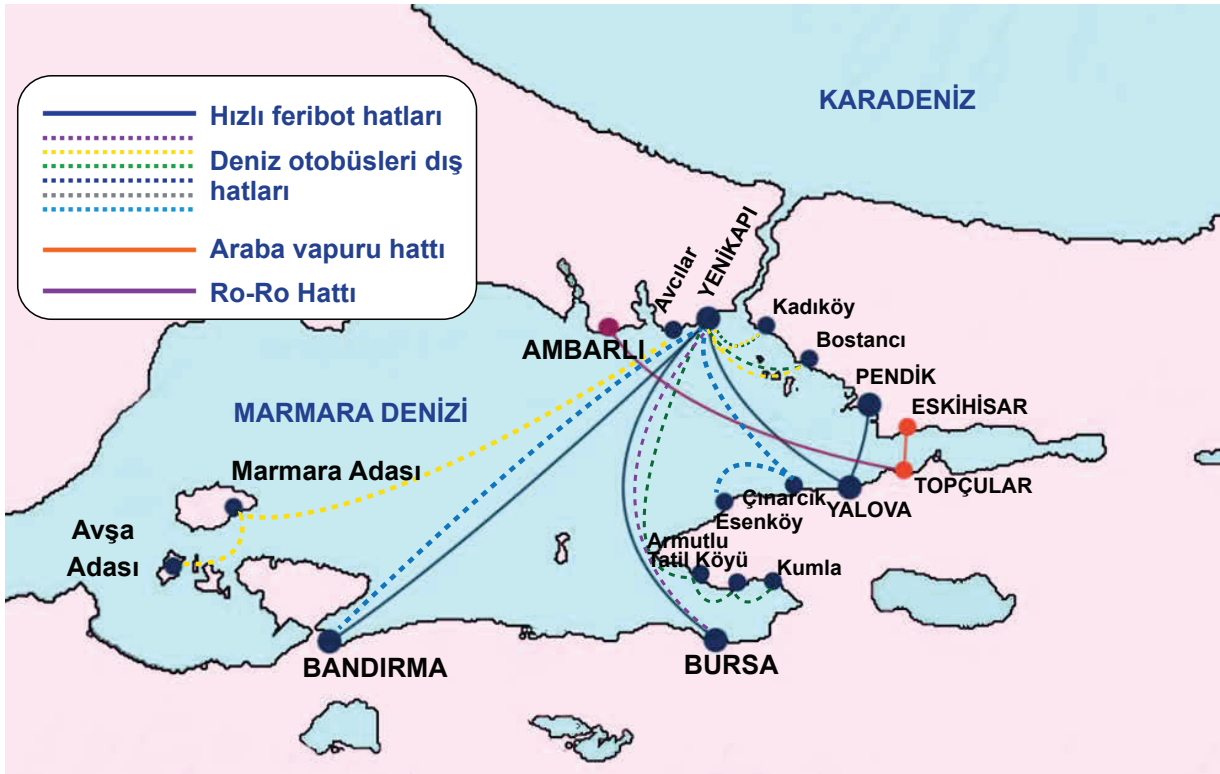 KARADENİZ
Hızlı feribot hatları
Deniz otobüsleri dış
hatları
Araba vapuru hattı
Ro-Ro Hattı
Avcılar
YENİKAPI
Kadıköy
AMBARLI
Bostancı
PENDİK
ESKİHİSAR
MARMARA DENİZİ
Marmara Adası
TOPÇULAR
Çınarcık
YALOVA
Esenköy
Avşa
Adası
Armutlu
Tatil Köyü
Kumla
BANDIRMA
BURSA